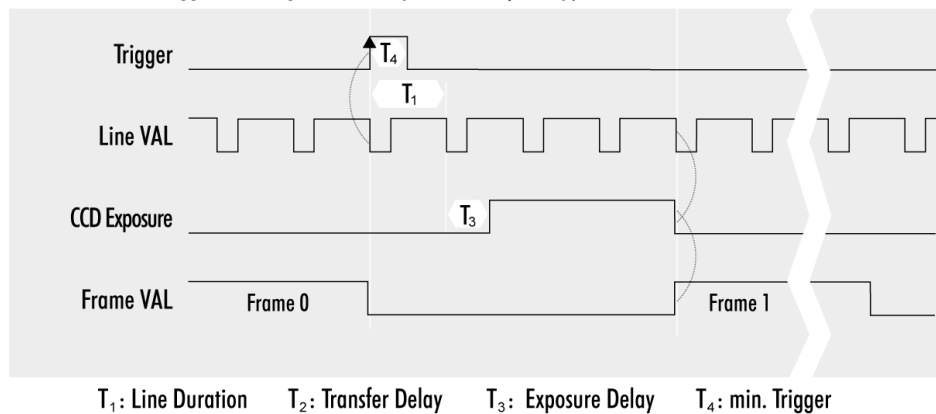 Trigger
T₄
T₁
Line VAL
CCD Exposure
T₃
Frame VAL
Frame 0
Frame 1
T₁: Line Duration T₂: Transfer Delay T₃: Exposure Delay T₄: min. Trigger